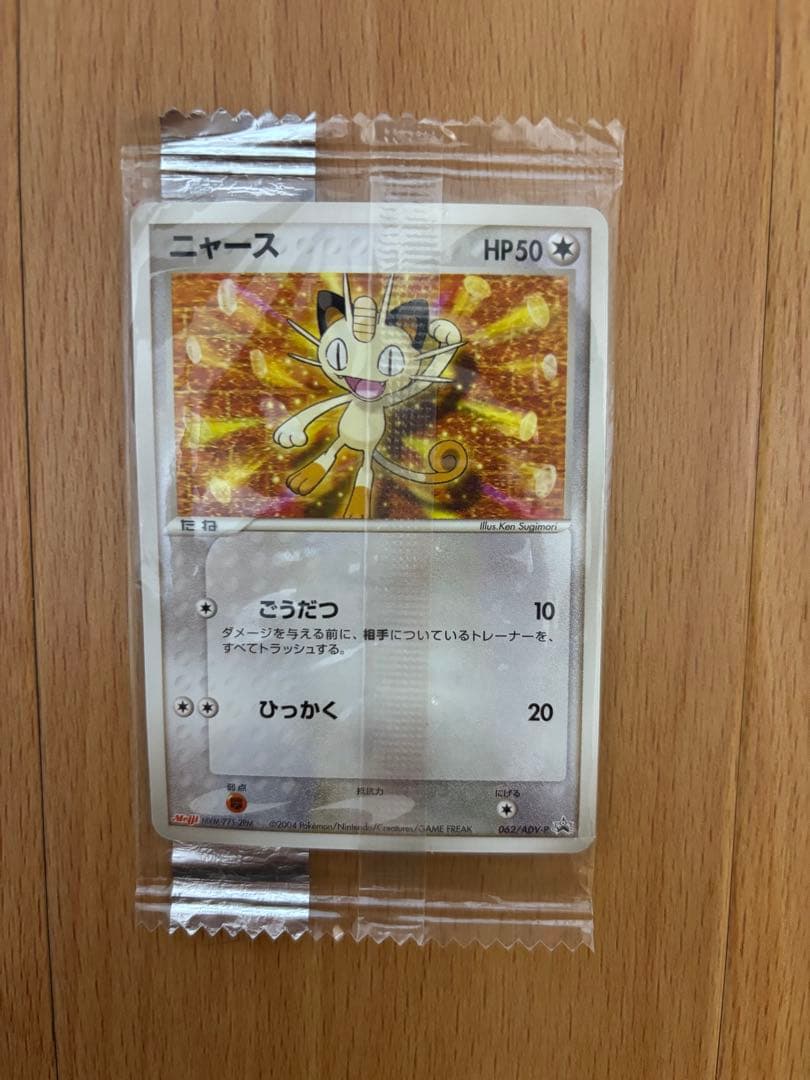 ニャース HP50
たね Illus.Ken Sugimori
ごうだつ 10
ダメージを与える前に、相手についているトレーナーを、
すべてトラッシュする。
ひっかく 20
弱点 抵抗力 にげる
Meiji ©2004 Pokémon/Nintendo/Creatures/GAME FREAK 062/ADV-P